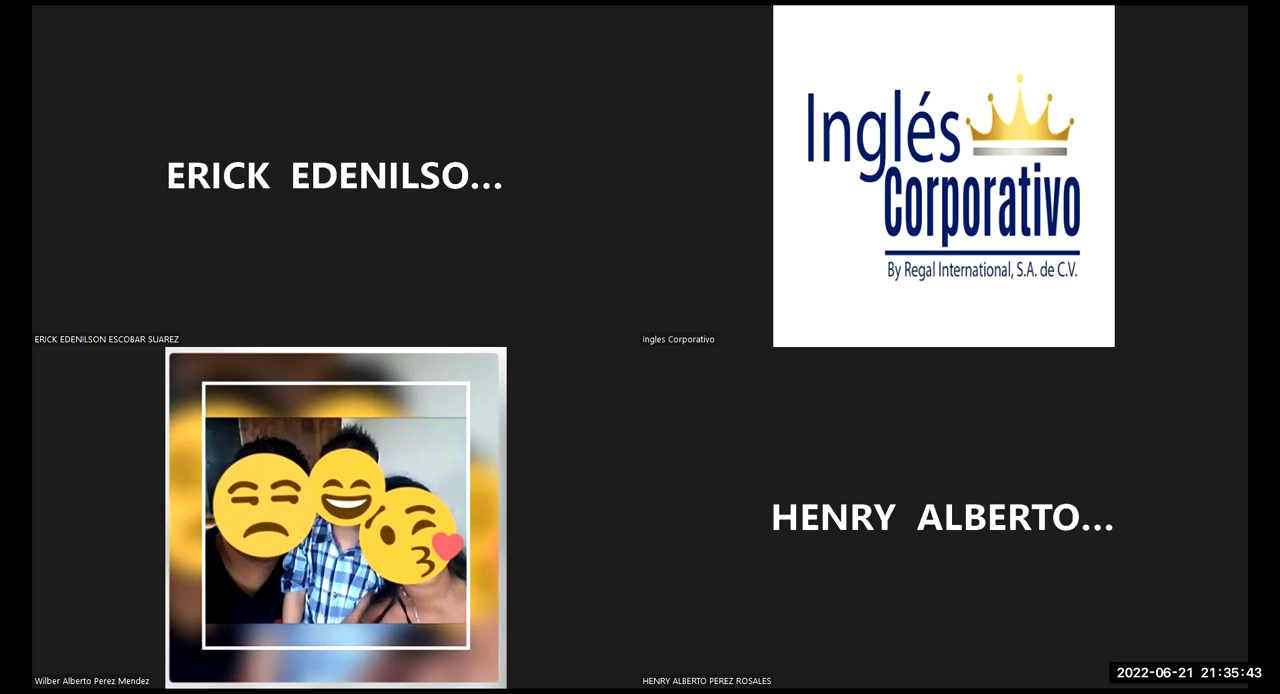 ERICK EDENILSO...
Inglés
Corporativo
By Regal International, S.A. de C.V.
ERICK EDENILSON ESCOBAR SUAREZ
Ingles Corporativo
HENRY ALBERTO...
Wilber Alberto Perez Mendez
HENRY ALBERTO PEREZ ROSALES
2022-06-21 21:35:43